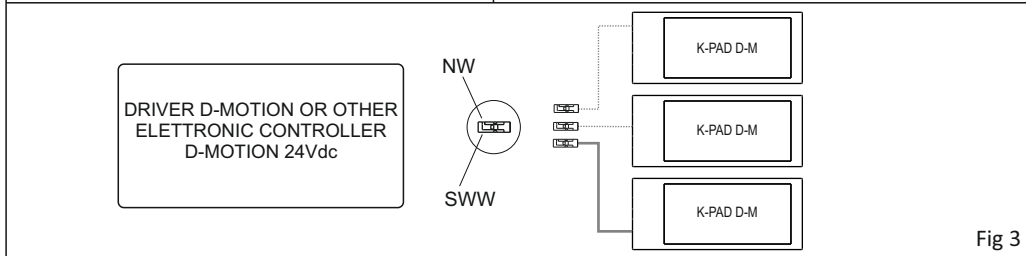 DRIVER D-MOTION OR OTHER
ELETTRONIC CONTROLLER
D-MOTION 24Vdc
NW
SWW
K-PAD D-M
K-PAD D-M
K-PAD D-M
Fig 3